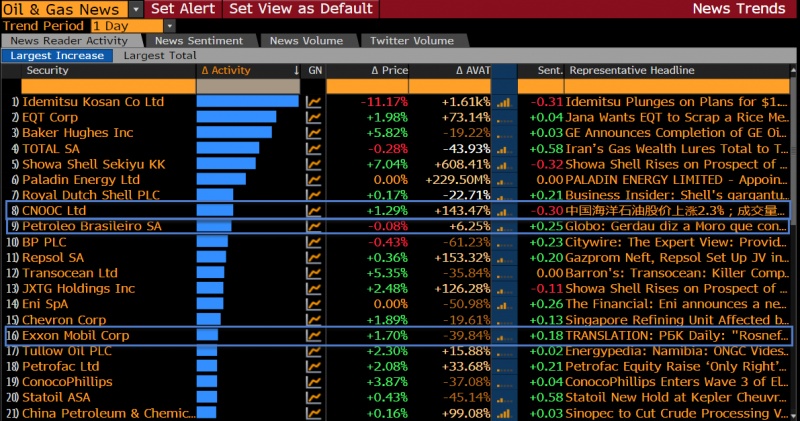 Oil & Gas News Set Alert Set View as Default News Trends
Trend Period 1 Day
News Reader Activity News Sentiment News Volume Twitter Volume
Largest Increase Largest Total
Security Δ Activity ↓ GN Δ Price Δ AVAT Sent. Representative Headline
1) Idemitsu Kosan Co Ltd -11.17% +1.61k% -0.31 Idemitsu Plunges on Plans for $1.
2) EQT Corp +1.98% +73.14% +0.04 Jana Wants EQT to Scrap a Rice Me...
3) Baker Hughes Inc +5.82% -19.22% +0.03 GE Announces Completion of GE Oi...
4) TOTAL SA -0.28% -43.93% +0.58 Iran's Gas Wealth Lures Total to T...
5) Showa Shell Sekiyu KK +7.04% +608.41% -0.32 Showa Shell Rises on Prospect of ...
6) Paladin Energy Ltd 0.00% +229.50M% 0.00 PALADIN ENERGY LIMITED - Appoin...
7) Royal Dutch Shell PLC +0.17% -22.71% +0.21 Business Insider: Shell's gargantu...
8) CNOOC Ltd +1.29% +143.47% -0.30 中国海洋石油股价上涨2.3%；成交量...
9) Petroleo Brasileiro SA -0.08% +6.25% +0.25 Globo: Gerdau diz a Moro que con...
10) BP PLC -0.43% -61.23% +0.23 Citywire: The Expert View: Provid...
11) Repsol SA +0.36% +153.32% +0.20 Gazprom Neft, Repsol Set Up JV in...
12) Transocean Ltd +5.35% -35.84% 0.00 Barron's: Transocean: Killer Comp...
13) JXTG Holdings Inc +2.48% +126.28% -0.11 Showa Shell Rises on Prospect of ...
14) Eni SpA 0.00% -50.98% +0.26 The Financial: Eni announces a ne...
15) Chevron Corp +1.89% -19.61% +0.13 Singapore Refining Unit Affected b...
16) Exxon Mobil Corp +1.70% -39.84% +0.18 TRANSLATION: РБК Daily: "Rosnef...
17) Tullow Oil PLC +2.30% +15.88% +0.02 Energypedia: Namibia: ONGC Vides...
18) Petrofac Ltd +2.08% +33.68% +0.21 Petrofac Equity Raise ‘Only Right’...
19) ConocoPhillips +3.87% -37.08% +0.04 ConocoPhillips Enters Wave 3 of El...
20) Statoil ASA +0.43% -45.14% +0.58 Statoil New Hold at Kepler Cheuvr...
21) China Petroleum & Chemic... +0.16% +99.08% +0.03 Sinopec to Cut Crude Processing V...